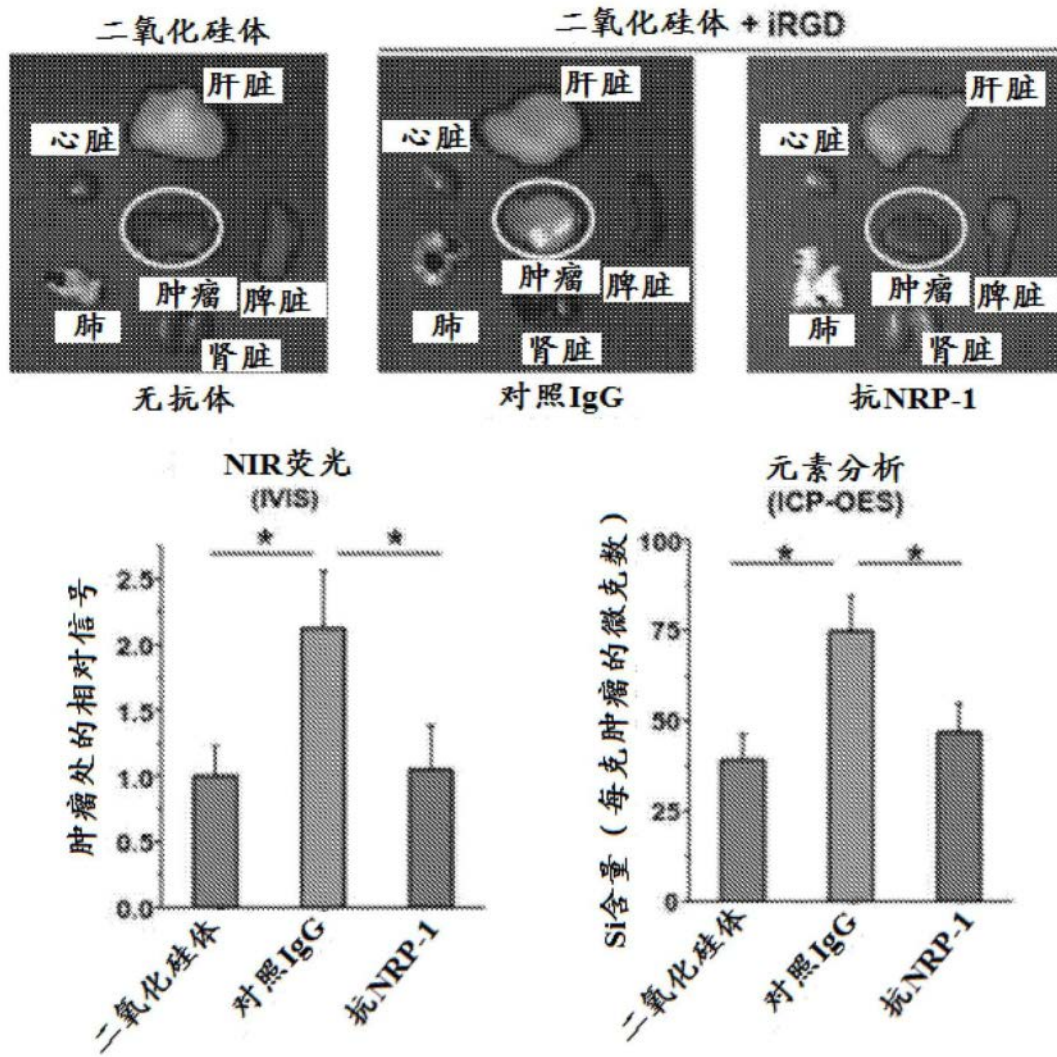 二氧化硅体
二氧化硅体 + iRGD
肝脏
心脏
肿瘤
脾脏
肺
肾脏
无抗体
肝脏
心脏
肿瘤
脾脏
肺
肾脏
对照IgG
肝脏
心脏
肿瘤
脾脏
肺
肾脏
抗NRP-1
NIR荧光
(IVIS)
*
*
肿瘤处的相对信号
2.5
2.0
1.5
1.0
0.5
0.0
二氧化硅体
对照IgG
抗NRP-1
元素分析
(ICP-OES)
*
*
Si含量（每克肿瘤的微克数）
100
75
50
25
0
二氧化硅体
对照IgG
抗NRP-1